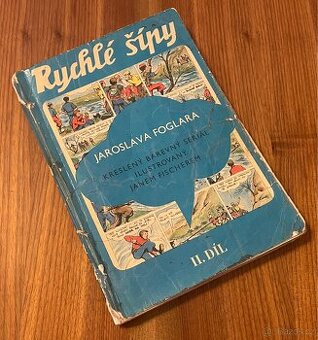 Rychlé šípy
JAROSLAVA FOGLARA
KRESLENÝ BAREVNÝ SERIÁL
ILUSTROVANÝ
JANEM FISCHEREM
II. DÍL